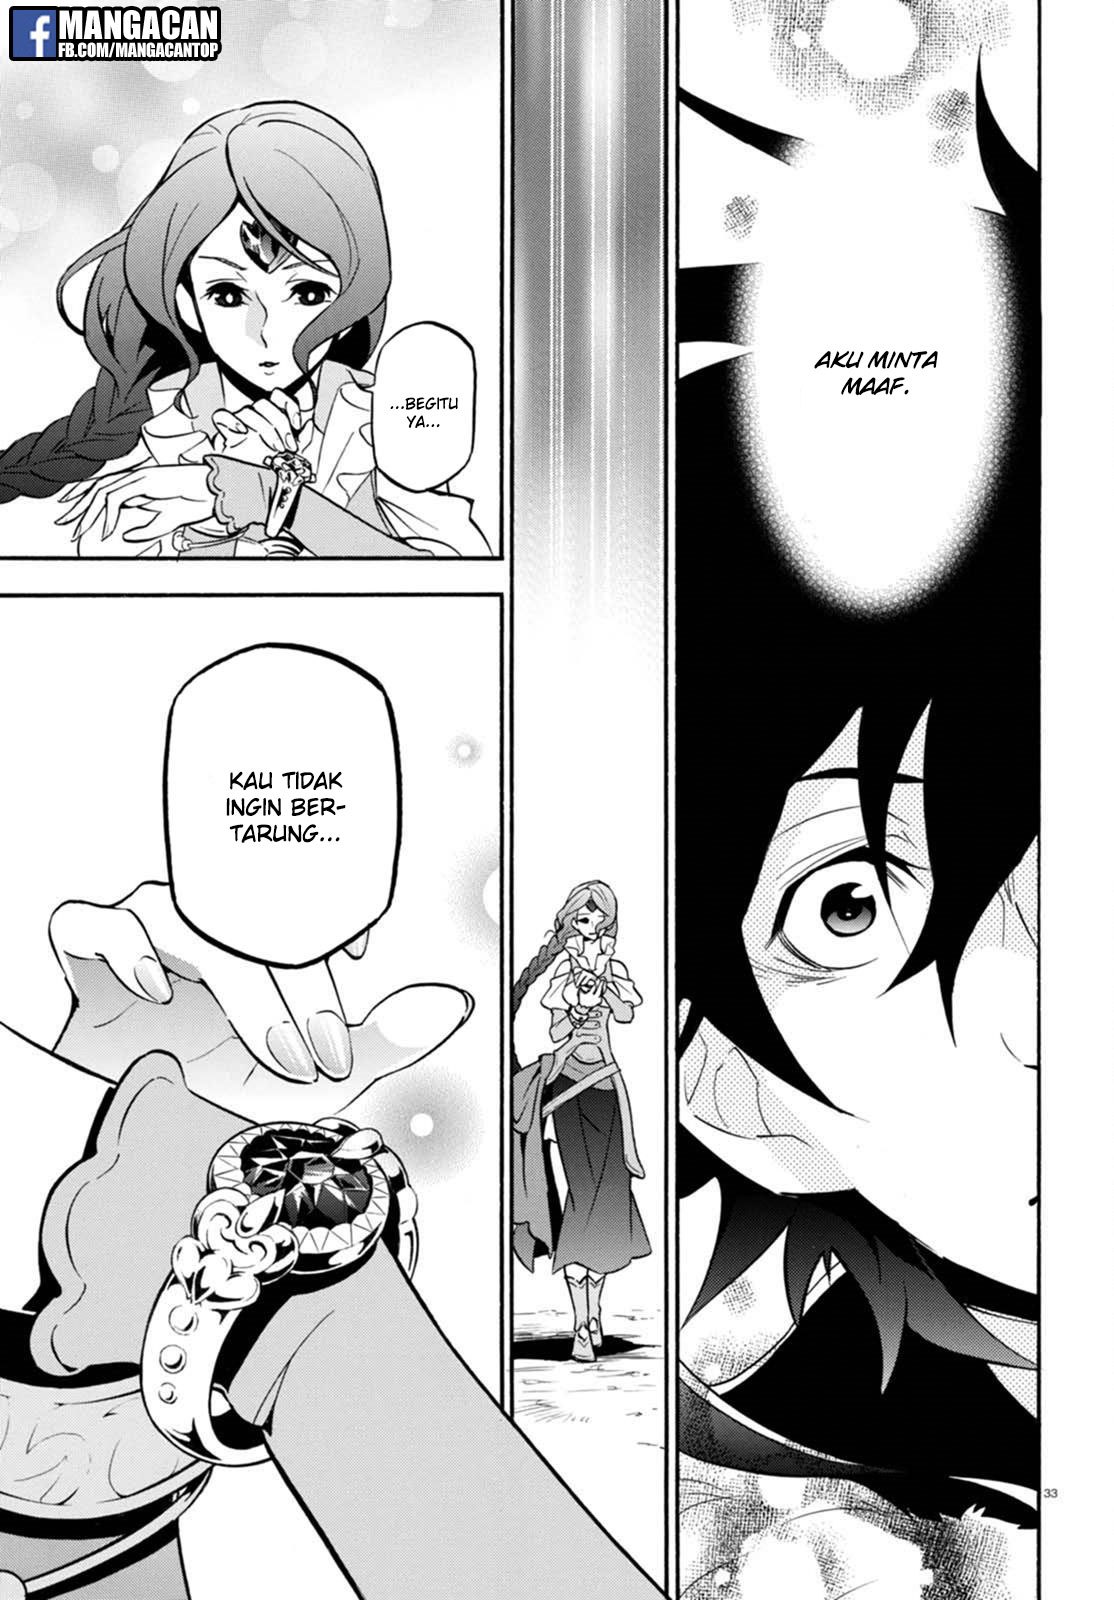 MANGACAN
FB.COM/MANGACANTOP
AKU MINTA
MAAF.
...BEGITU
YA...
KAU TIDAK
INGIN BER-
TARUNG...
33